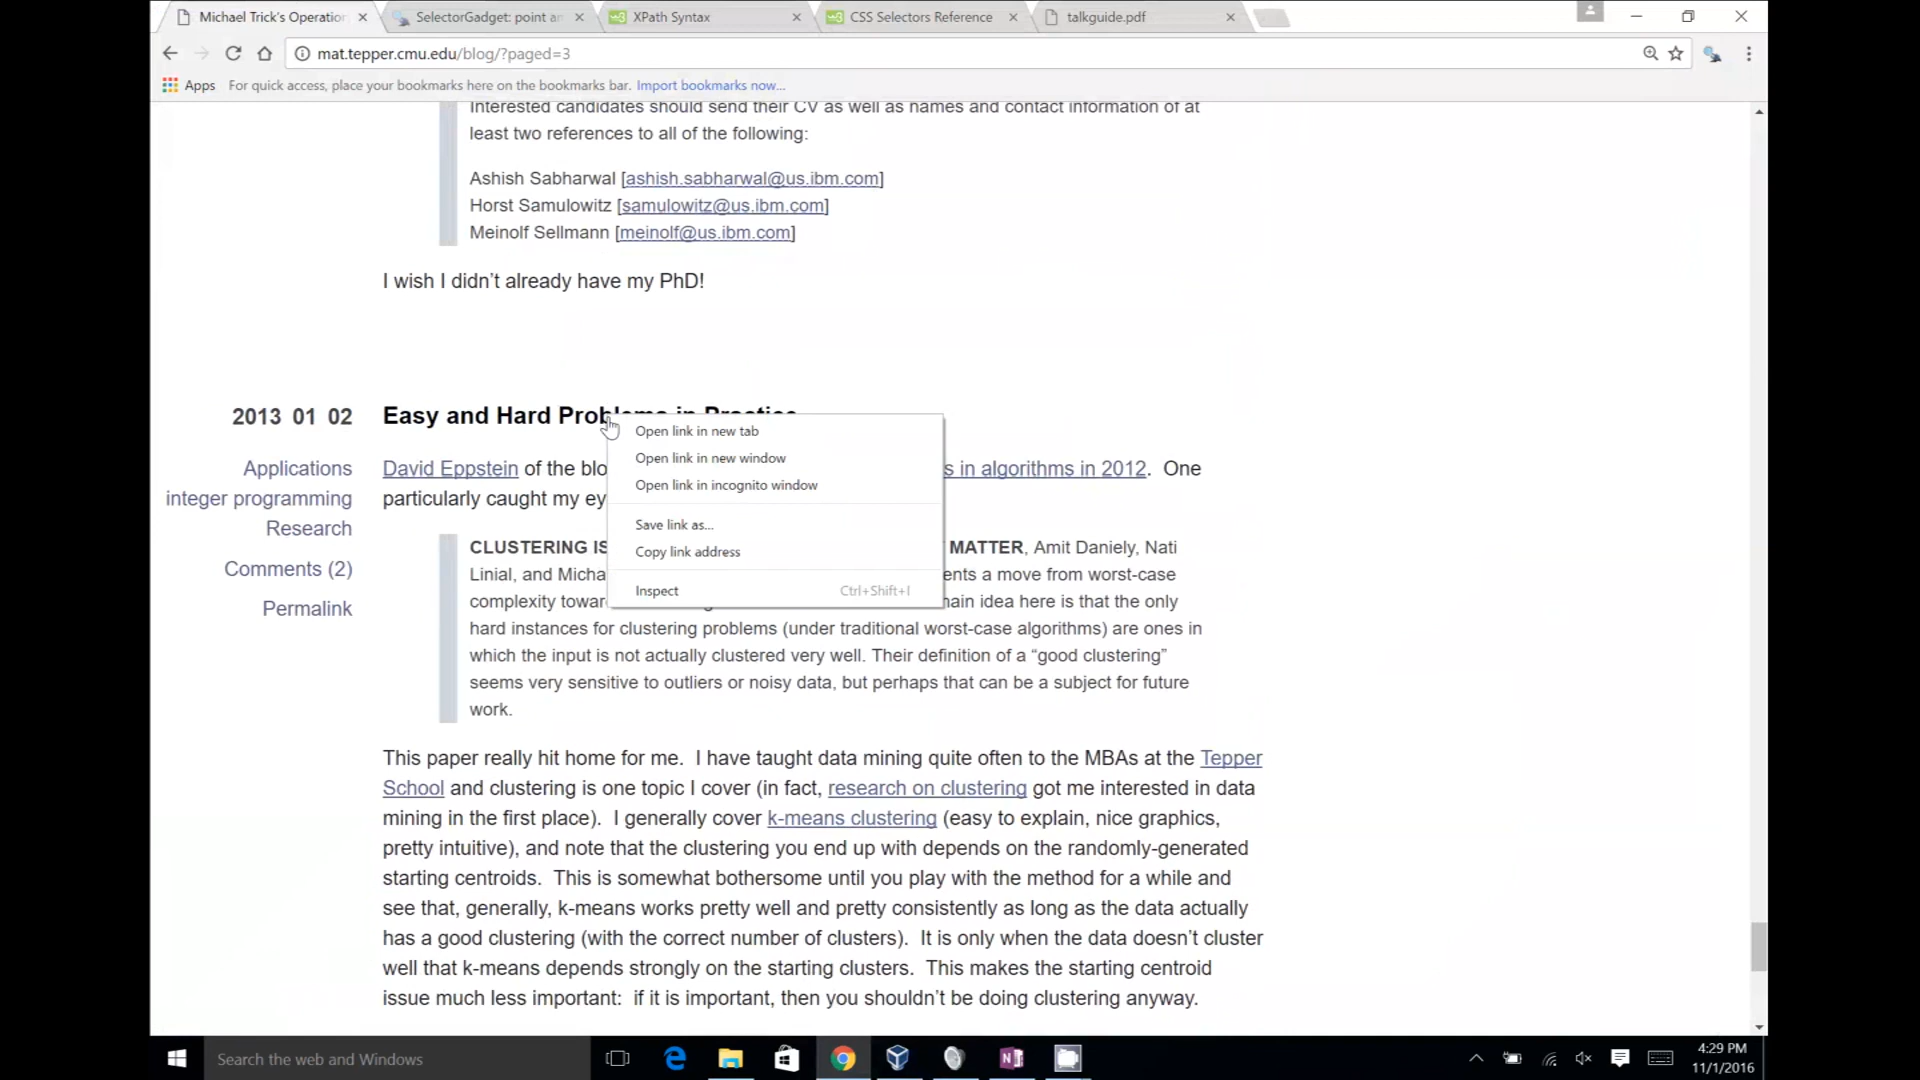 Michael Trick's Operation
SelectorGadget: point an
XPath Syntax
CSS Selectors Reference
talkguide.pdf
mat.tepper.cmu.edu/blog/?paged=3
Apps For quick access, place your bookmarks here on the bookmarks bar. Import bookmarks now...
Interested candidates should send their CV as well as names and contact information of at
least two references to all of the following:
Ashish Sabharwal [ashish.sabharwal@us.ibm.com]
Horst Samulowitz [samulowitz@us.ibm.com]
Meinolf Sellmann [meinolf@us.ibm.com]
I wish I didn't already have my PhD!
2013 01 02
Applications
integer programming
Research
Comments (2)
Permalink
Easy and Hard Problems in Practice
David Eppstein of the blo s in algorithms in 2012. One
particularly caught my ey
CLUSTERING IS MATTER, Amit Daniely, Nati
Linial, and Micha ents a move from worst-case
complexity towar ain idea here is that the only
hard instances for clustering problems (under traditional worst-case algorithms) are ones in
which the input is not actually clustered very well. Their definition of a “good clustering”
seems very sensitive to outliers or noisy data, but perhaps that can be a subject for future
work.
Open link in new tab
Open link in new window
Open link in incognito window
Save link as...
Copy link address
Inspect Ctrl+Shift+I
This paper really hit home for me. I have taught data mining quite often to the MBAs at the Tepper
School and clustering is one topic I cover (in fact, research on clustering got me interested in data
mining in the first place). I generally cover k-means clustering (easy to explain, nice graphics,
pretty intuitive), and note that the clustering you end up with depends on the randomly-generated
starting centroids. This is somewhat bothersome until you play with the method for a while and
see that, generally, k-means works pretty well and pretty consistently as long as the data actually
has a good clustering (with the correct number of clusters). It is only when the data doesn't cluster
well that k-means depends strongly on the starting clusters. This makes the starting centroid
issue much less important: if it is important, then you shouldn't be doing clustering anyway.
Search the web and Windows
4:29 PM
11/1/2016